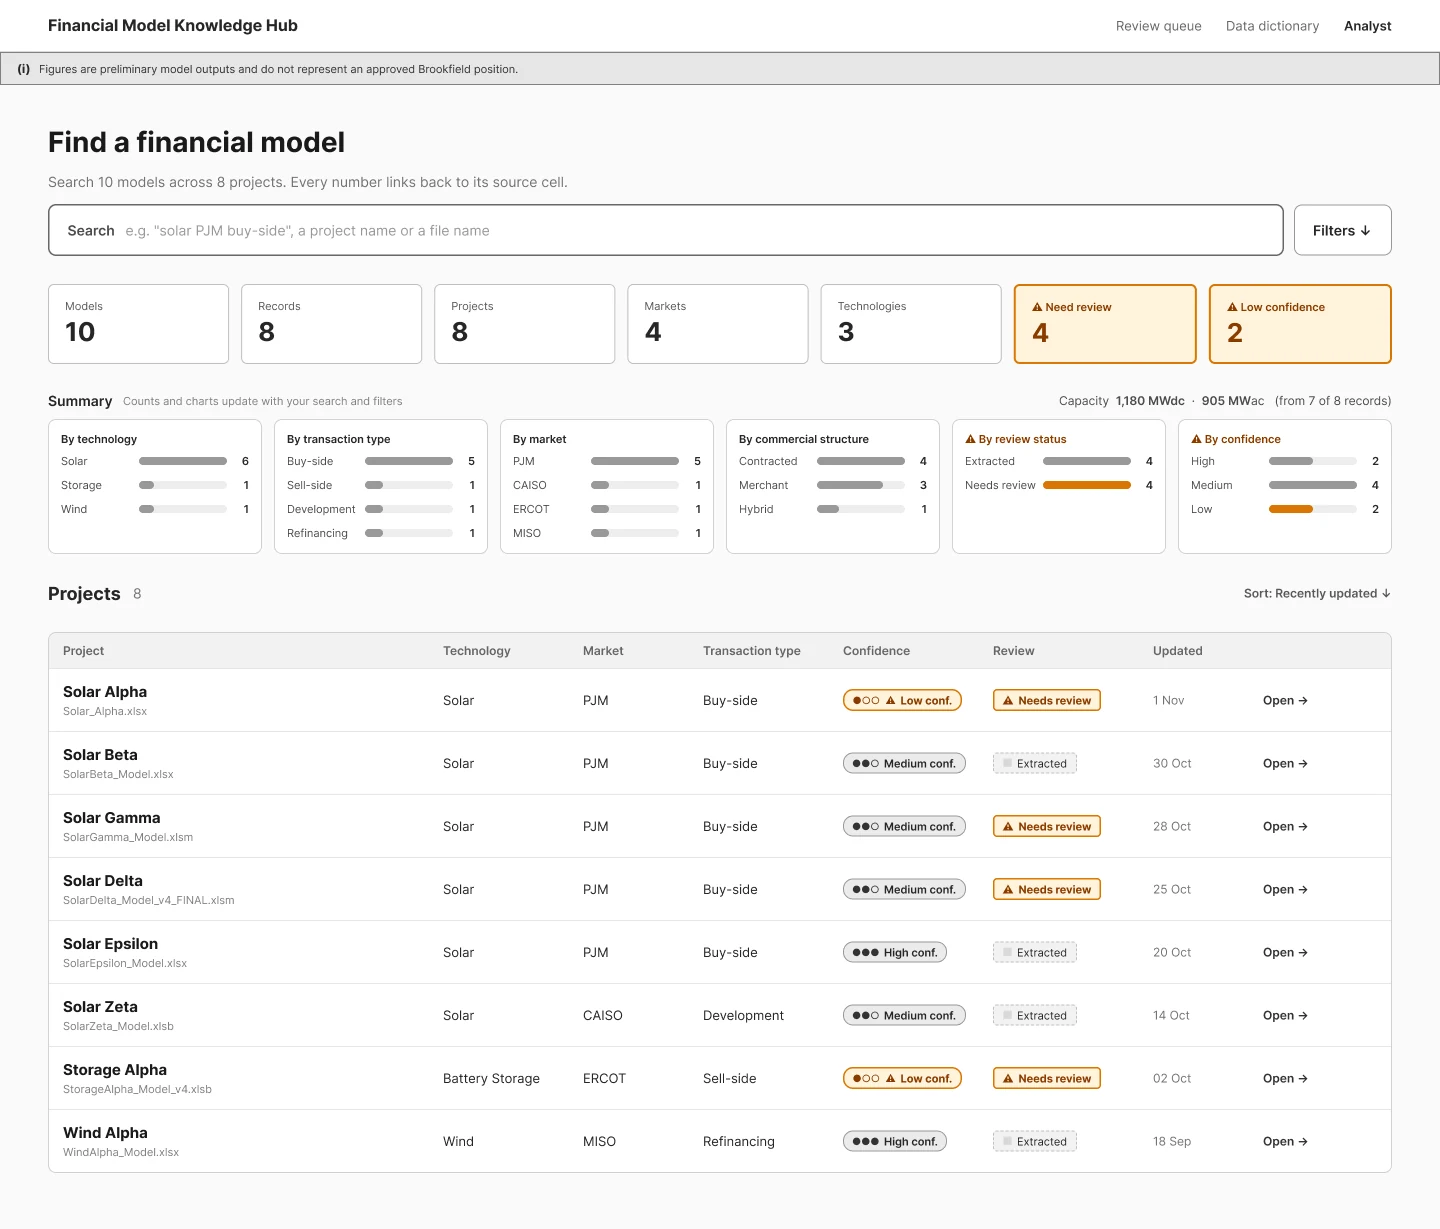 Financial Model Knowledge Hub
Review queue Data dictionary Analyst
(i) Figures are preliminary model outputs and do not represent an approved Brookfield position.
Find a financial model
Search 10 models across 8 projects. Every number links back to its source cell.
Search e.g. "solar PJM buy-side", a project name or a file name
Filters ↓
Models
10
Records
8
Projects
8
Markets
4
Technologies
3
⚠ Need review
4
⚠ Low confidence
2
Summary Counts and charts update with your search and filters
Capacity 1,180 MWdc · 905 MWac (from 7 of 8 records)
By technology
Solar 6
Storage 1
Wind 1
By transaction type
Buy-side 5
Sell-side 1
Development 1
Refinancing 1
By market
PJM 5
CAISO 1
ERCOT 1
MISO 1
By commercial structure
Contracted 4
Merchant 3
Hybrid 1
⚠ By review status
Extracted 4
Needs review 4
⚠ By confidence
High 2
Medium 4
Low 2
Projects 8
Sort: Recently updated ↓
Project Technology Market Transaction type Confidence Review Updated
Solar Alpha
Solar_Alpha.xlsx
Solar PJM Buy-side ●○○ ⚠ Low conf. ⚠ Needs review 1 Nov Open →
Solar Beta
SolarBeta_Model.xlsx
Solar PJM Buy-side ●●○ Medium conf. Extracted 30 Oct Open →
Solar Gamma
SolarGamma_Model.xlsm
Solar PJM Buy-side ●●○ Medium conf. ⚠ Needs review 28 Oct Open →
Solar Delta
SolarDelta_Model_v4_FINAL.xlsm
Solar PJM Buy-side ●●○ Medium conf. ⚠ Needs review 25 Oct Open →
Solar Epsilon
SolarEpsilon_Model.xlsx
Solar PJM Buy-side ●●● High conf. Extracted 20 Oct Open →
Solar Zeta
SolarZeta_Model.xlsb
Solar CAISO Development ●●○ Medium conf. Extracted 14 Oct Open →
Storage Alpha
StorageAlpha_Model_v4.xlsb
Battery Storage ERCOT Sell-side ●○○ ⚠ Low conf. ⚠ Needs review 02 Oct Open →
Wind Alpha
WindAlpha_Model.xlsx
Wind MISO Refinancing ●●● High conf. Extracted 18 Sep Open →